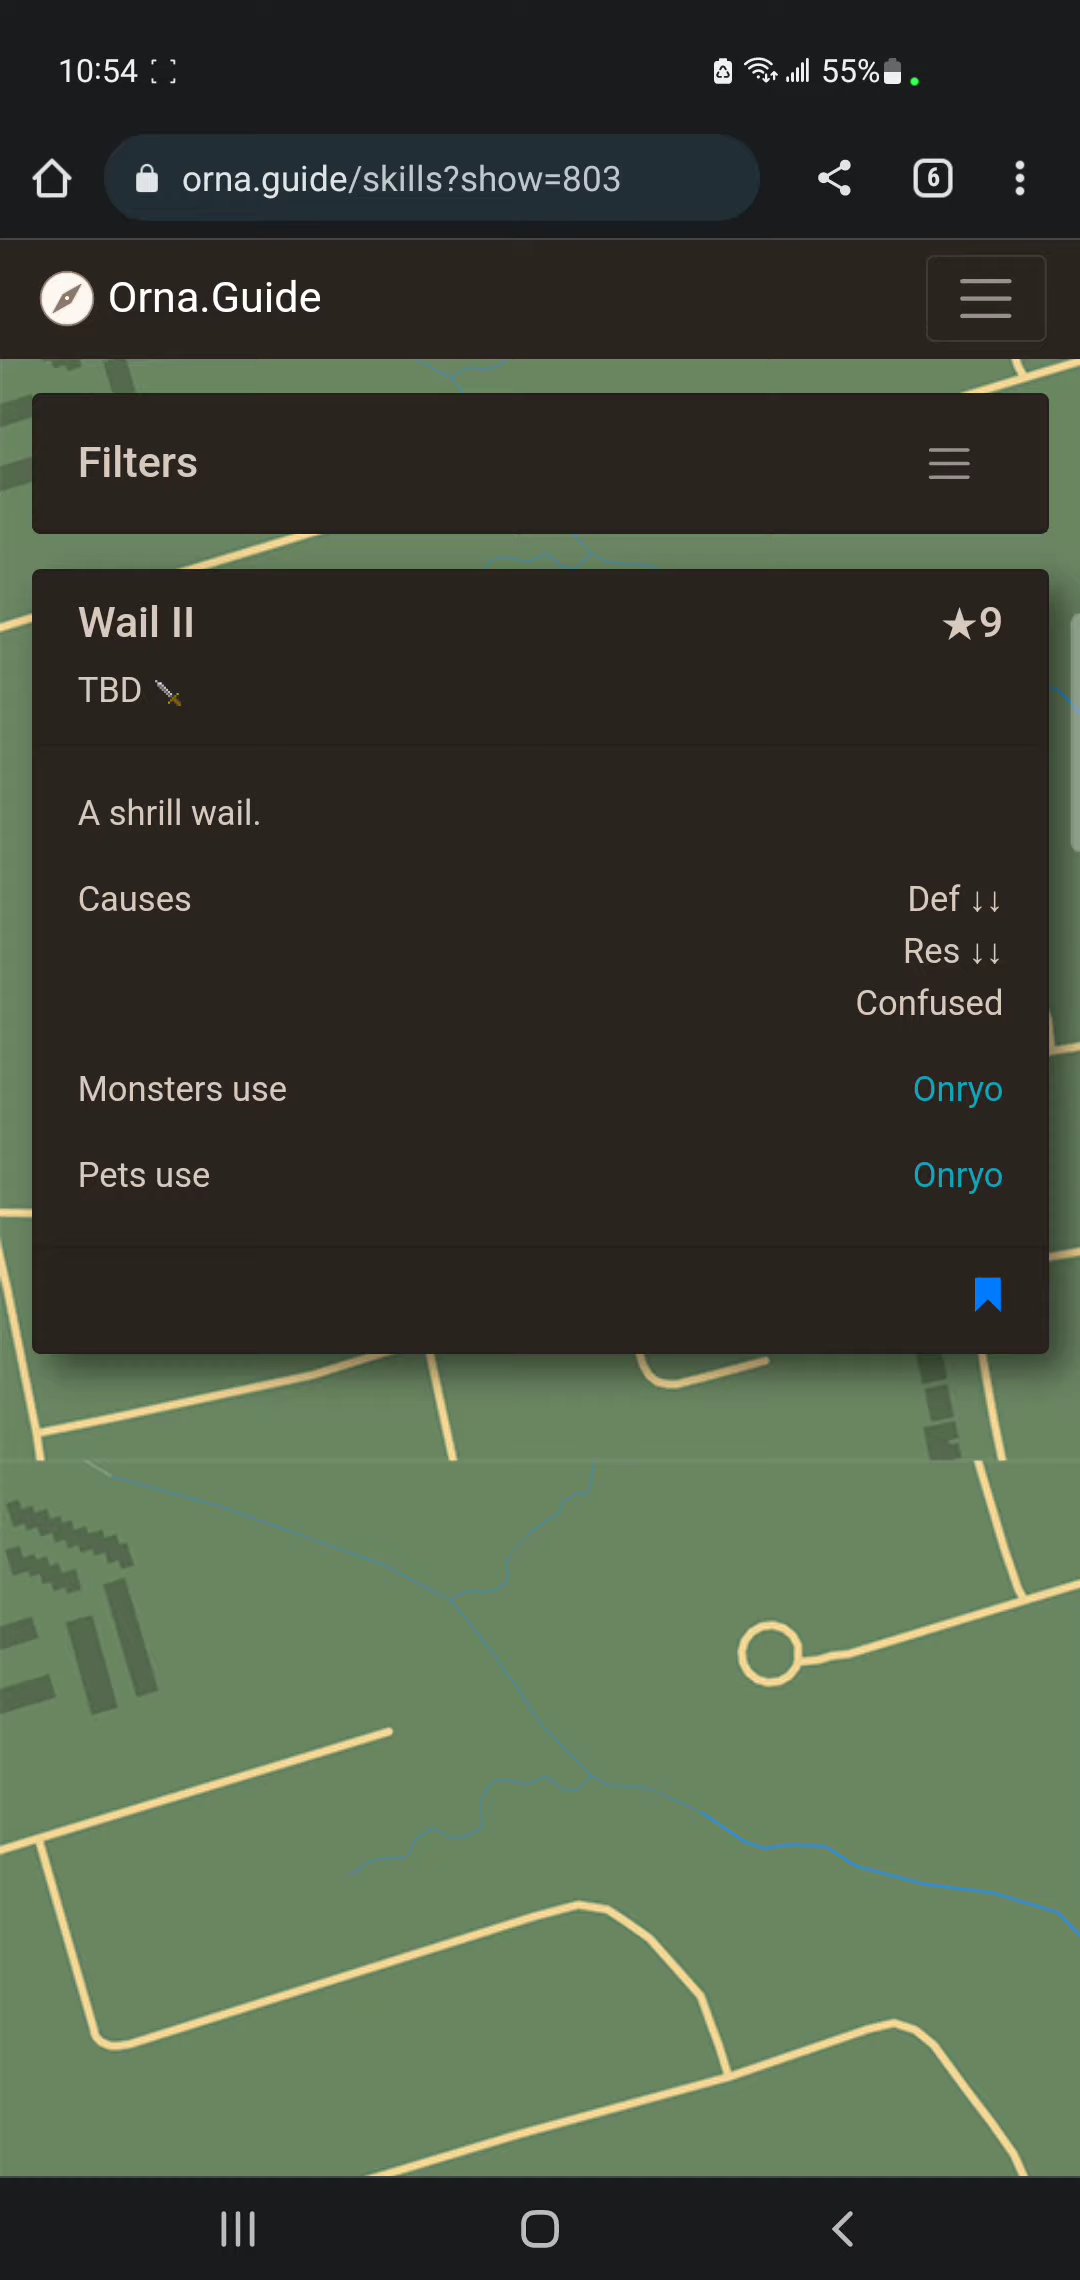 10:54 55%
orna.guide/skills?show=803 6
Orna.Guide
Filters
Wail II ★9
TBD
A shrill wail.
Causes Def ↓↓
Res ↓↓
Confused
Monsters use Onryo
Pets use Onryo